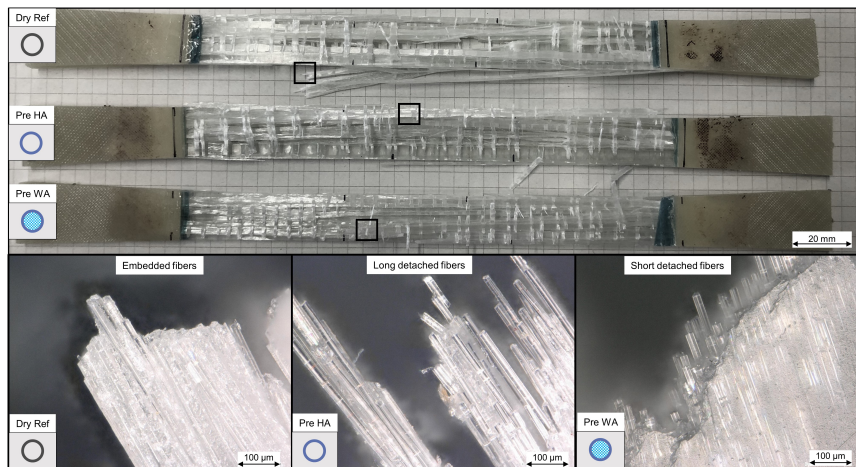 Dry Ref
Pre HA
Pre WA
20 mm
Embedded fibers
Long detached fibers
Short detached fibers
Dry Ref
100 µm
Pre HA
100 µm
Pre WA
100 µm